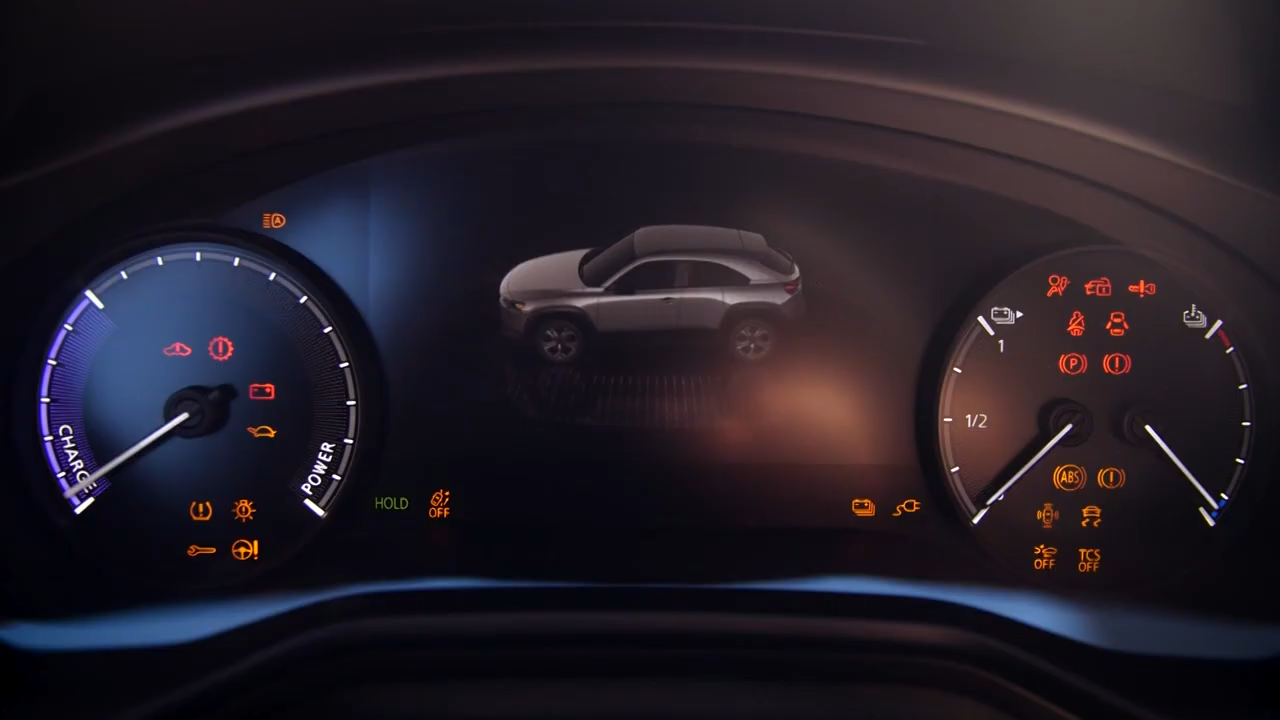 A
CHARGE
POWER
HOLD
OFF
1
1/2
P
ABS
OFF
TCS
OFF